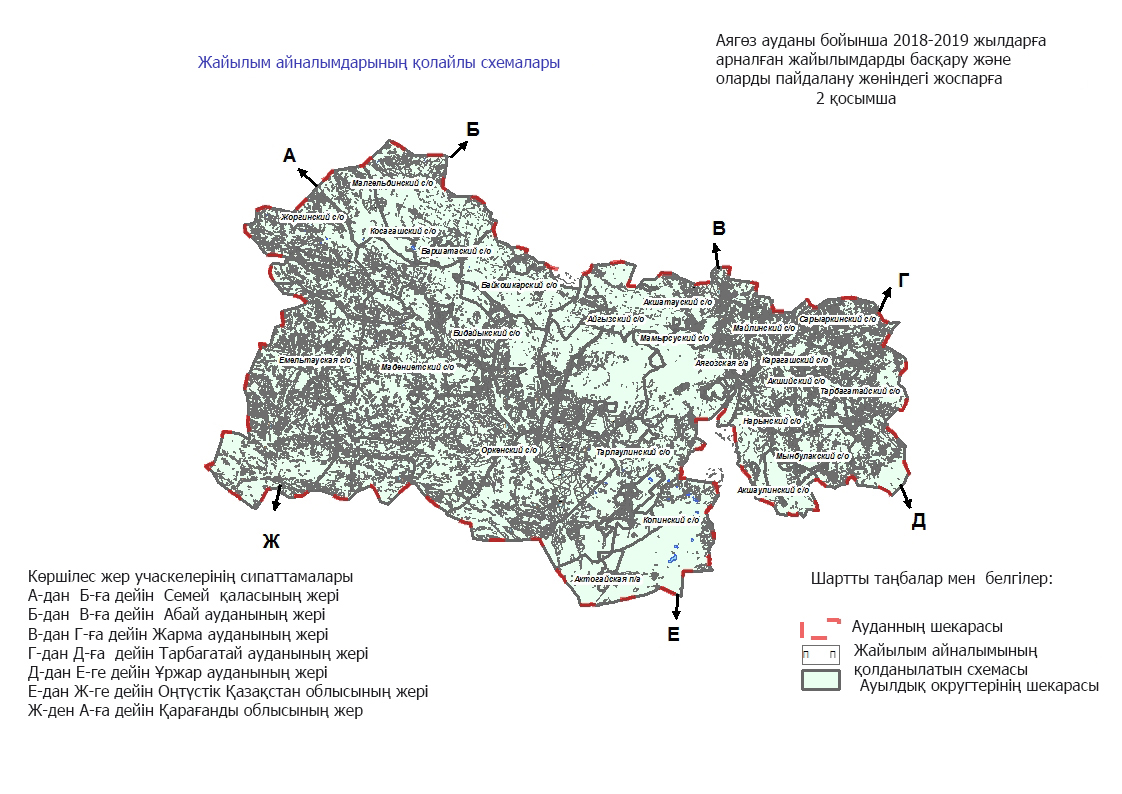 Жайылым айналымдарының қолайлы схемалары
Аягөз ауданы бойынша 2018-2019 жылдарға
арналған жайылымдарды басқару және
оларды пайдалану жөніндегі жоспарға
2 қосымша
А
Б
В
Г
Д
Е
Ж
Малгельбинский с/о
Жоргинский с/о
Косагашский с/о
Баршатаский с/о
Байкошкарский с/о
Акшатауский с/о
Айгызский с/о
Майлинский с/о
Сарыаркинский с/о
Бибайыкский с/о
Мамырсуский с/о
Емельтауская с/о
Мадениетский с/о
Аягозская г/а
Карагашский с/о
Акшийский с/о
Тарбагатайский с/о
Нарынский с/о
Оркенский с/о
Тарлаулинский с/о
Мынбулакский с/о
Акшаулинский с/о
Копинский с/о
Актогайская п/а
Көршілес жер учаскелерінің сипаттамалары
А-дан Б-ға дейін Семей қаласының жері
Б-дан В-ға дейін Абай ауданының жері
В-дан Г-ға дейін Жарма ауданының жері
Г-дан Д-ға дейін Тарбагатай ауданының жері
Д-дан Е-ге дейін Ұржар ауданының жері
Е-дан Ж-ге дейін Оңтүстік Қазақстан облысының жері
Ж-ден А-ға дейін Қарағанды облысының жер
Шартты таңбалар мен белгілер:
Ауданның шекарасы
П П
Жайылым айналымының
қолданылатын схемасы
Ауылдық округтерінің шекарасы